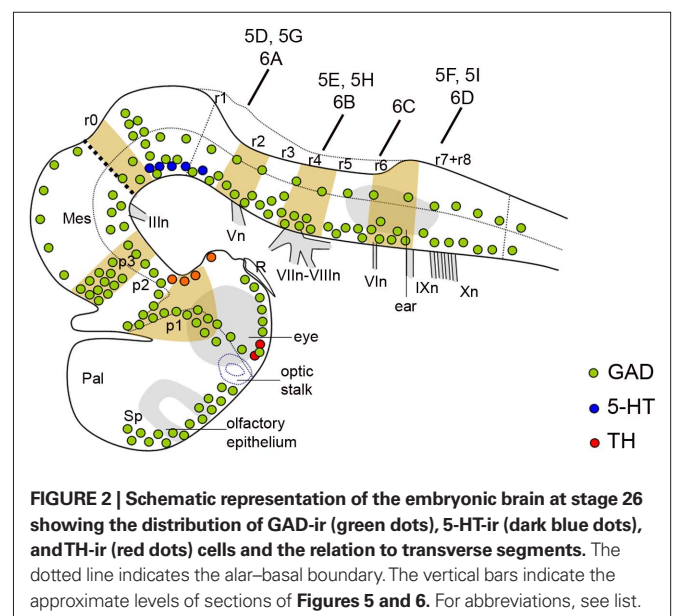 5D, 5G
6A
5E, 5H
6B
6C
5F, 5I
6D
r0
r1
r2
r3
r4
r5
r6
r7+r8
Mes
IIIn
Vn
VIIn-VIIIn
VIn
IXn
Xn
ear
p3
p2
p1
R
eye
optic
stalk
Pal
Sp
olfactory
epithelium
GAD
5-HT
TH
FIGURE 2 | Schematic representation of the embryonic brain at stage 26
showing the distribution of GAD-ir (green dots), 5-HT-ir (dark blue dots),
and TH-ir (red dots) cells and the relation to transverse segments. The
dotted line indicates the alar–basal boundary. The vertical bars indicate the
approximate levels of sections of Figures 5 and 6. For abbreviations, see list.